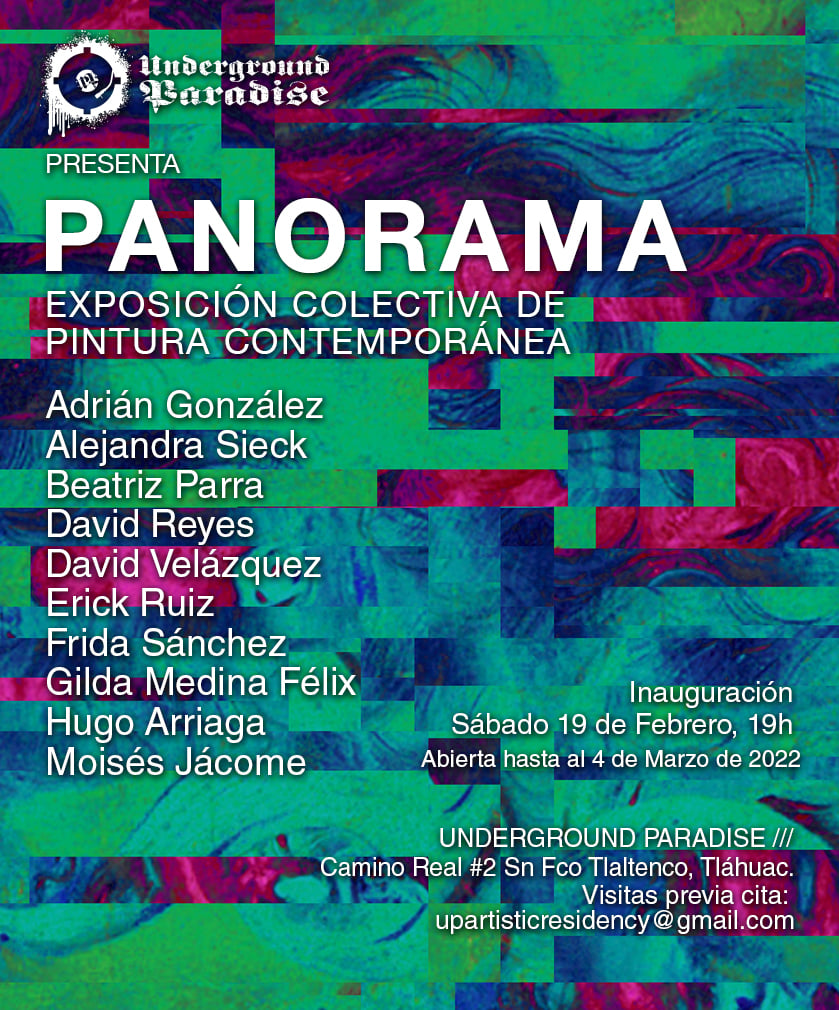 Underground
Paradise
PRESENTA
PANORAMA
EXPOSICIÓN COLECTIVA DE
PINTURA CONTEMPORÁNEA
Adrián González
Alejandra Sieck
Beatriz Parra
David Reyes
David Velázquez
Erick Ruiz
Frida Sánchez
Gilda Medina Félix
Hugo Arriaga
Moisés Jácome
Inauguración
Sábado 19 de Febrero, 19h
Abierta hasta al 4 de Marzo de 2022
UNDERGROUND PARADISE ///
Camino Real #2 Sn Fco Tlaltenco, Tláhuac.
Visitas previa cita:
upartisticresidency@gmail.com